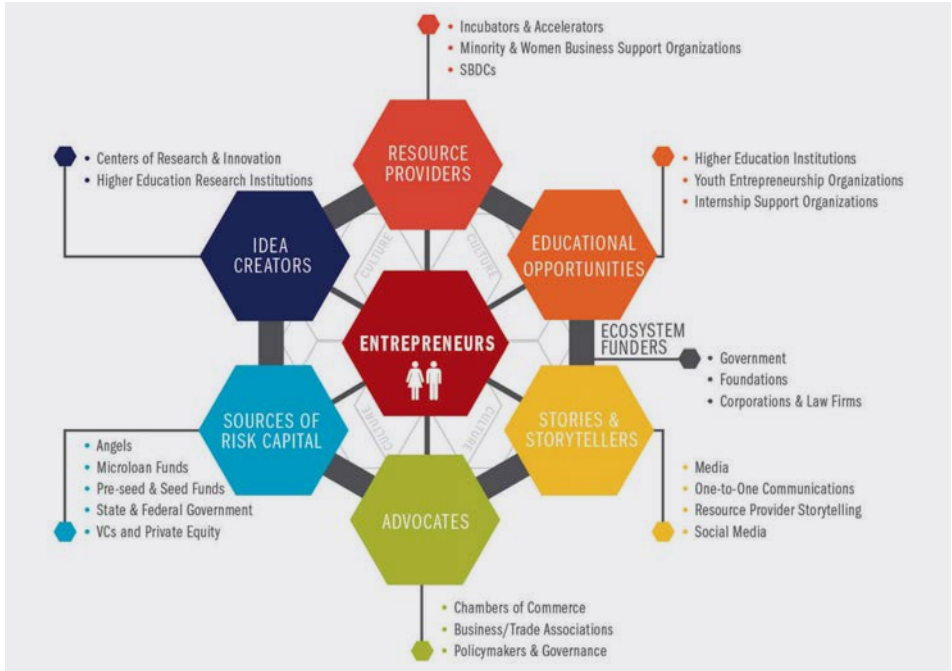 Incubators & Accelerators
Minority & Women Business Support Organizations
SBDCs
RESOURCE
PROVIDERS
Centers of Research & Innovation
Higher Education Research Institutions
Higher Education Institutions
Youth Entrepreneurship Organizations
Internship Support Organizations
IDEA
CREATORS
CULTURE
CULTURE
EDUCATIONAL
OPPORTUNITIES
ENTREPRENEURS
ECOSYSTEM
FUNDERS
Government
Foundations
Corporations & Law Firms
SOURCES OF
RISK CAPITAL
CULTURE
CULTURE
STORIES &
STORYTELLERS
Angels
Microloan Funds
Pre-seed & Seed Funds
State & Federal Government
VCs and Private Equity
ADVOCATES
Media
One-to-One Communications
Resource Provider Storytelling
Social Media
Chambers of Commerce
Business/Trade Associations
Policymakers & Governance